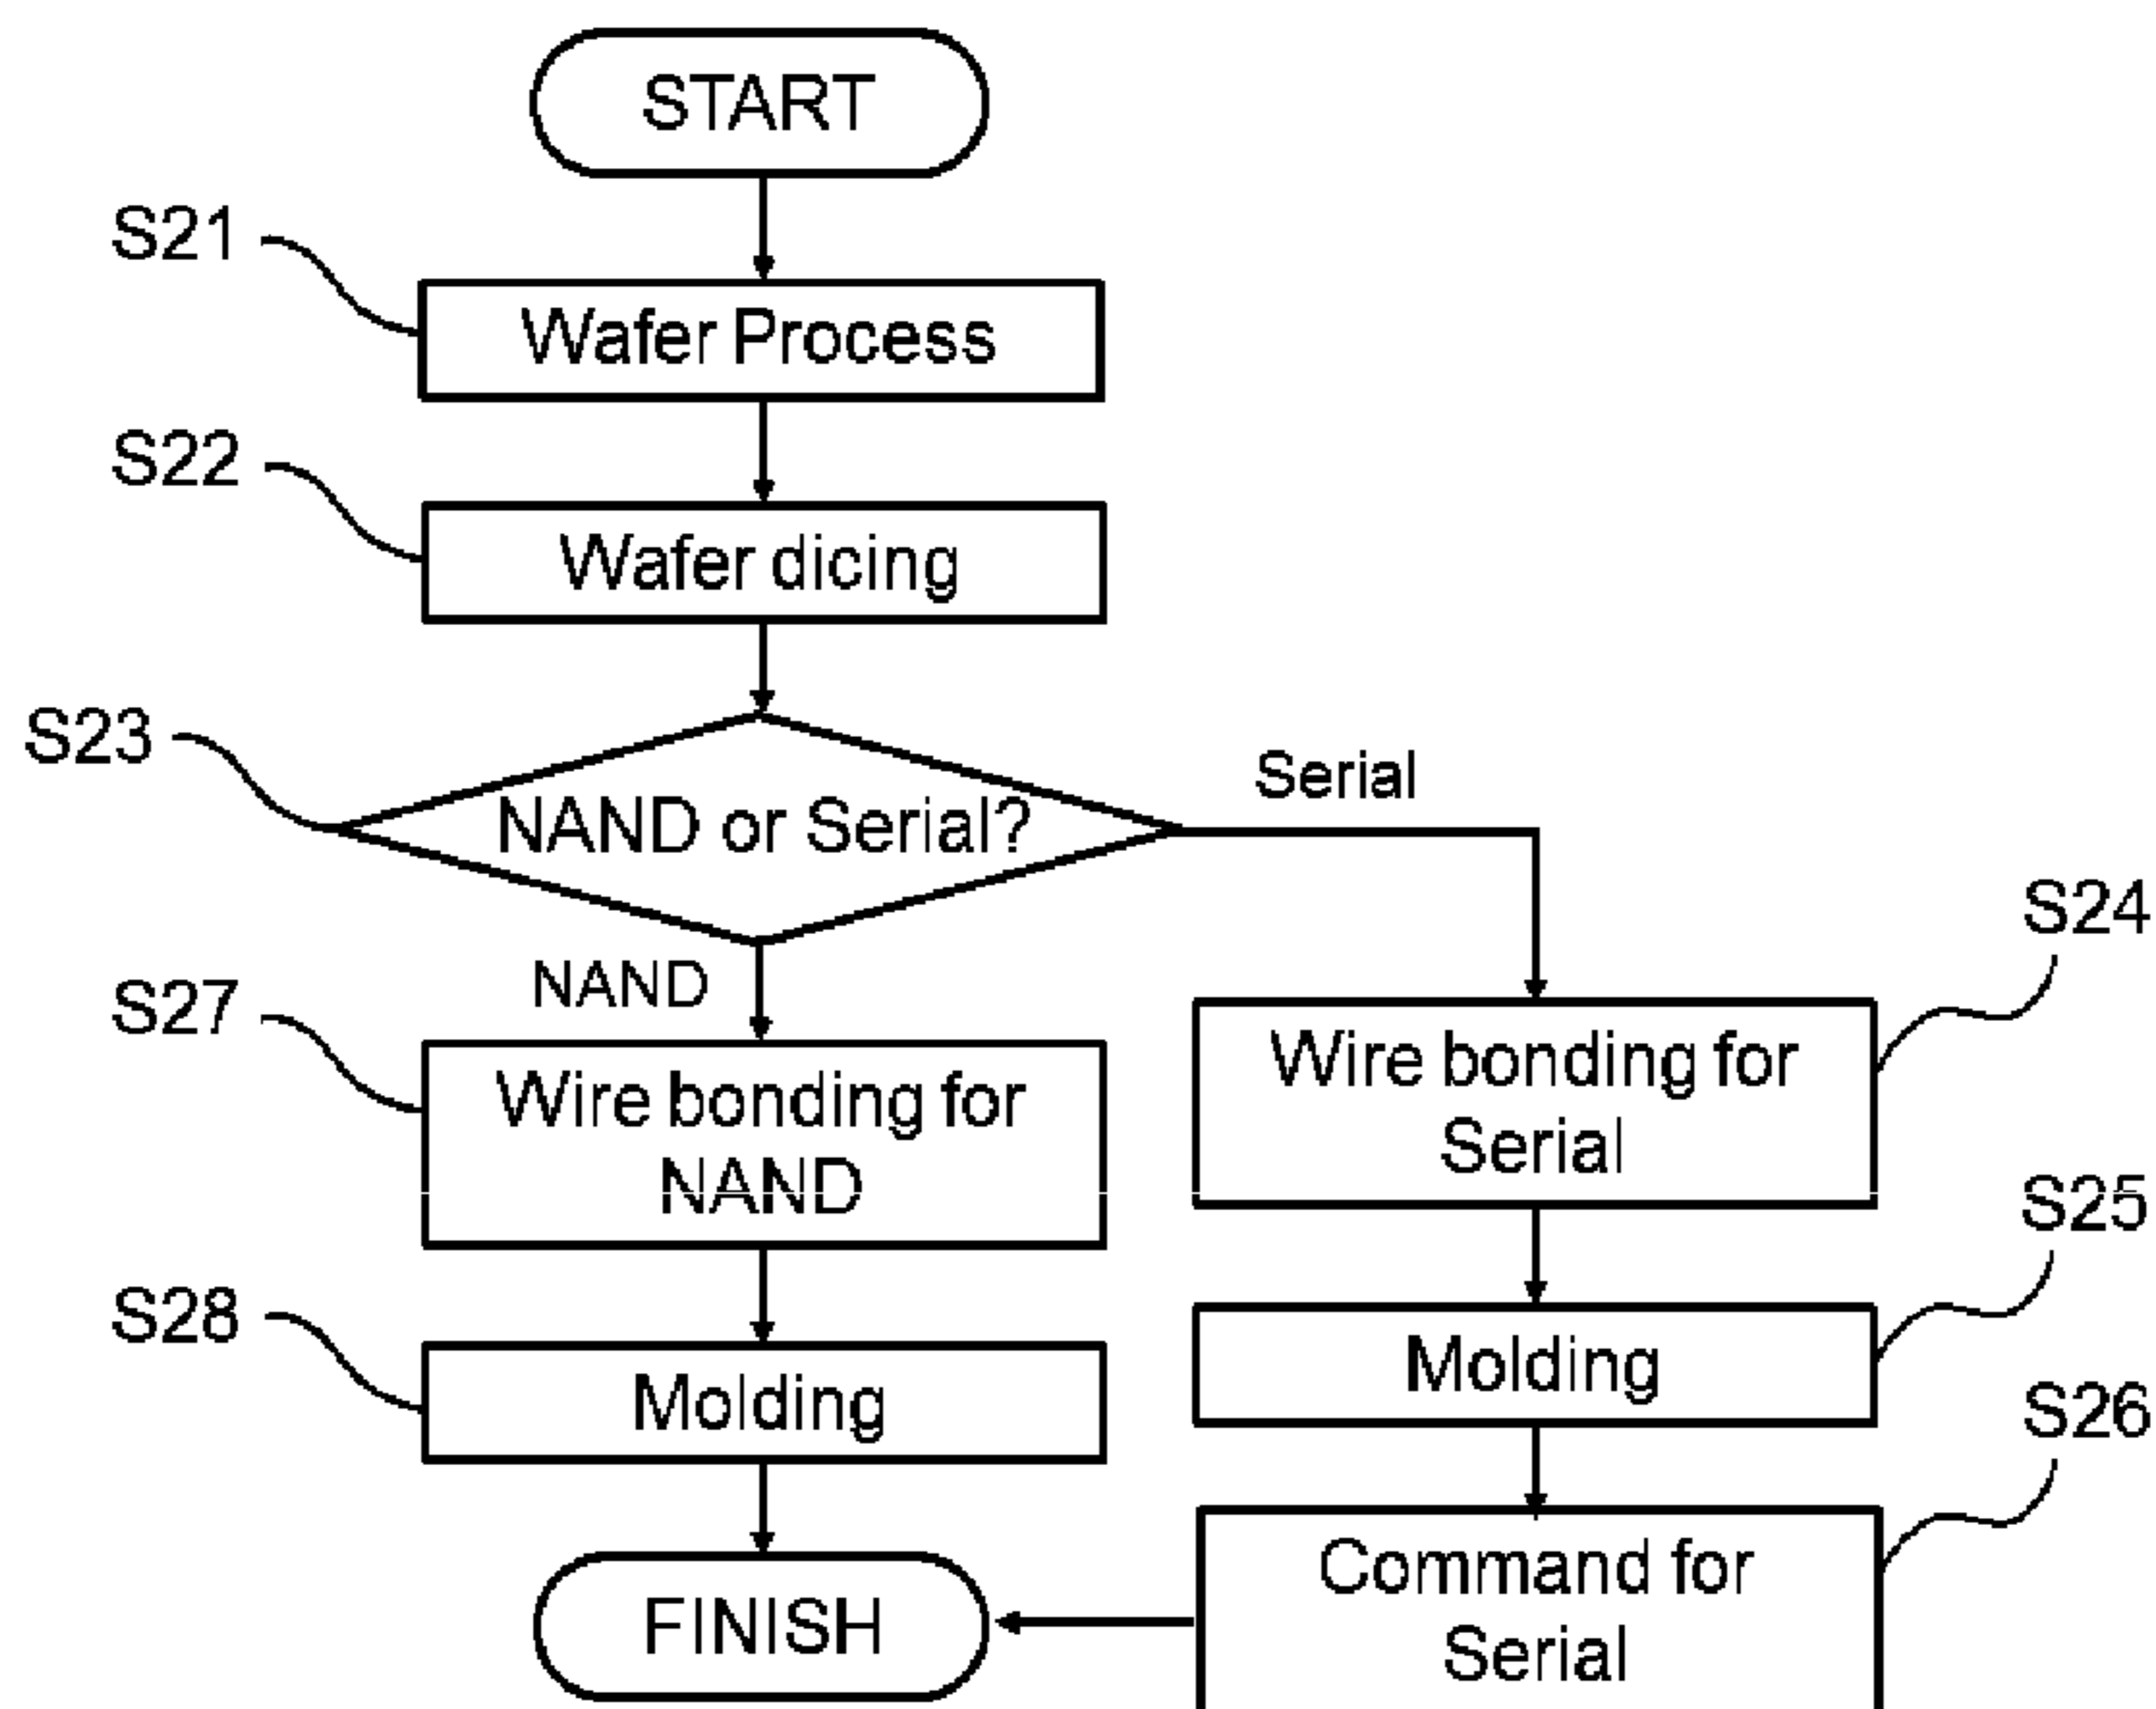 START
S21
Wafer Process
S22
Wafer dicing
S23
NAND or Serial?
Serial
NAND
S24
Wire bonding for
Serial
S27
Wire bonding for
NAND
S25
Molding
S28
Molding
S26
Command for
Serial
FINISH